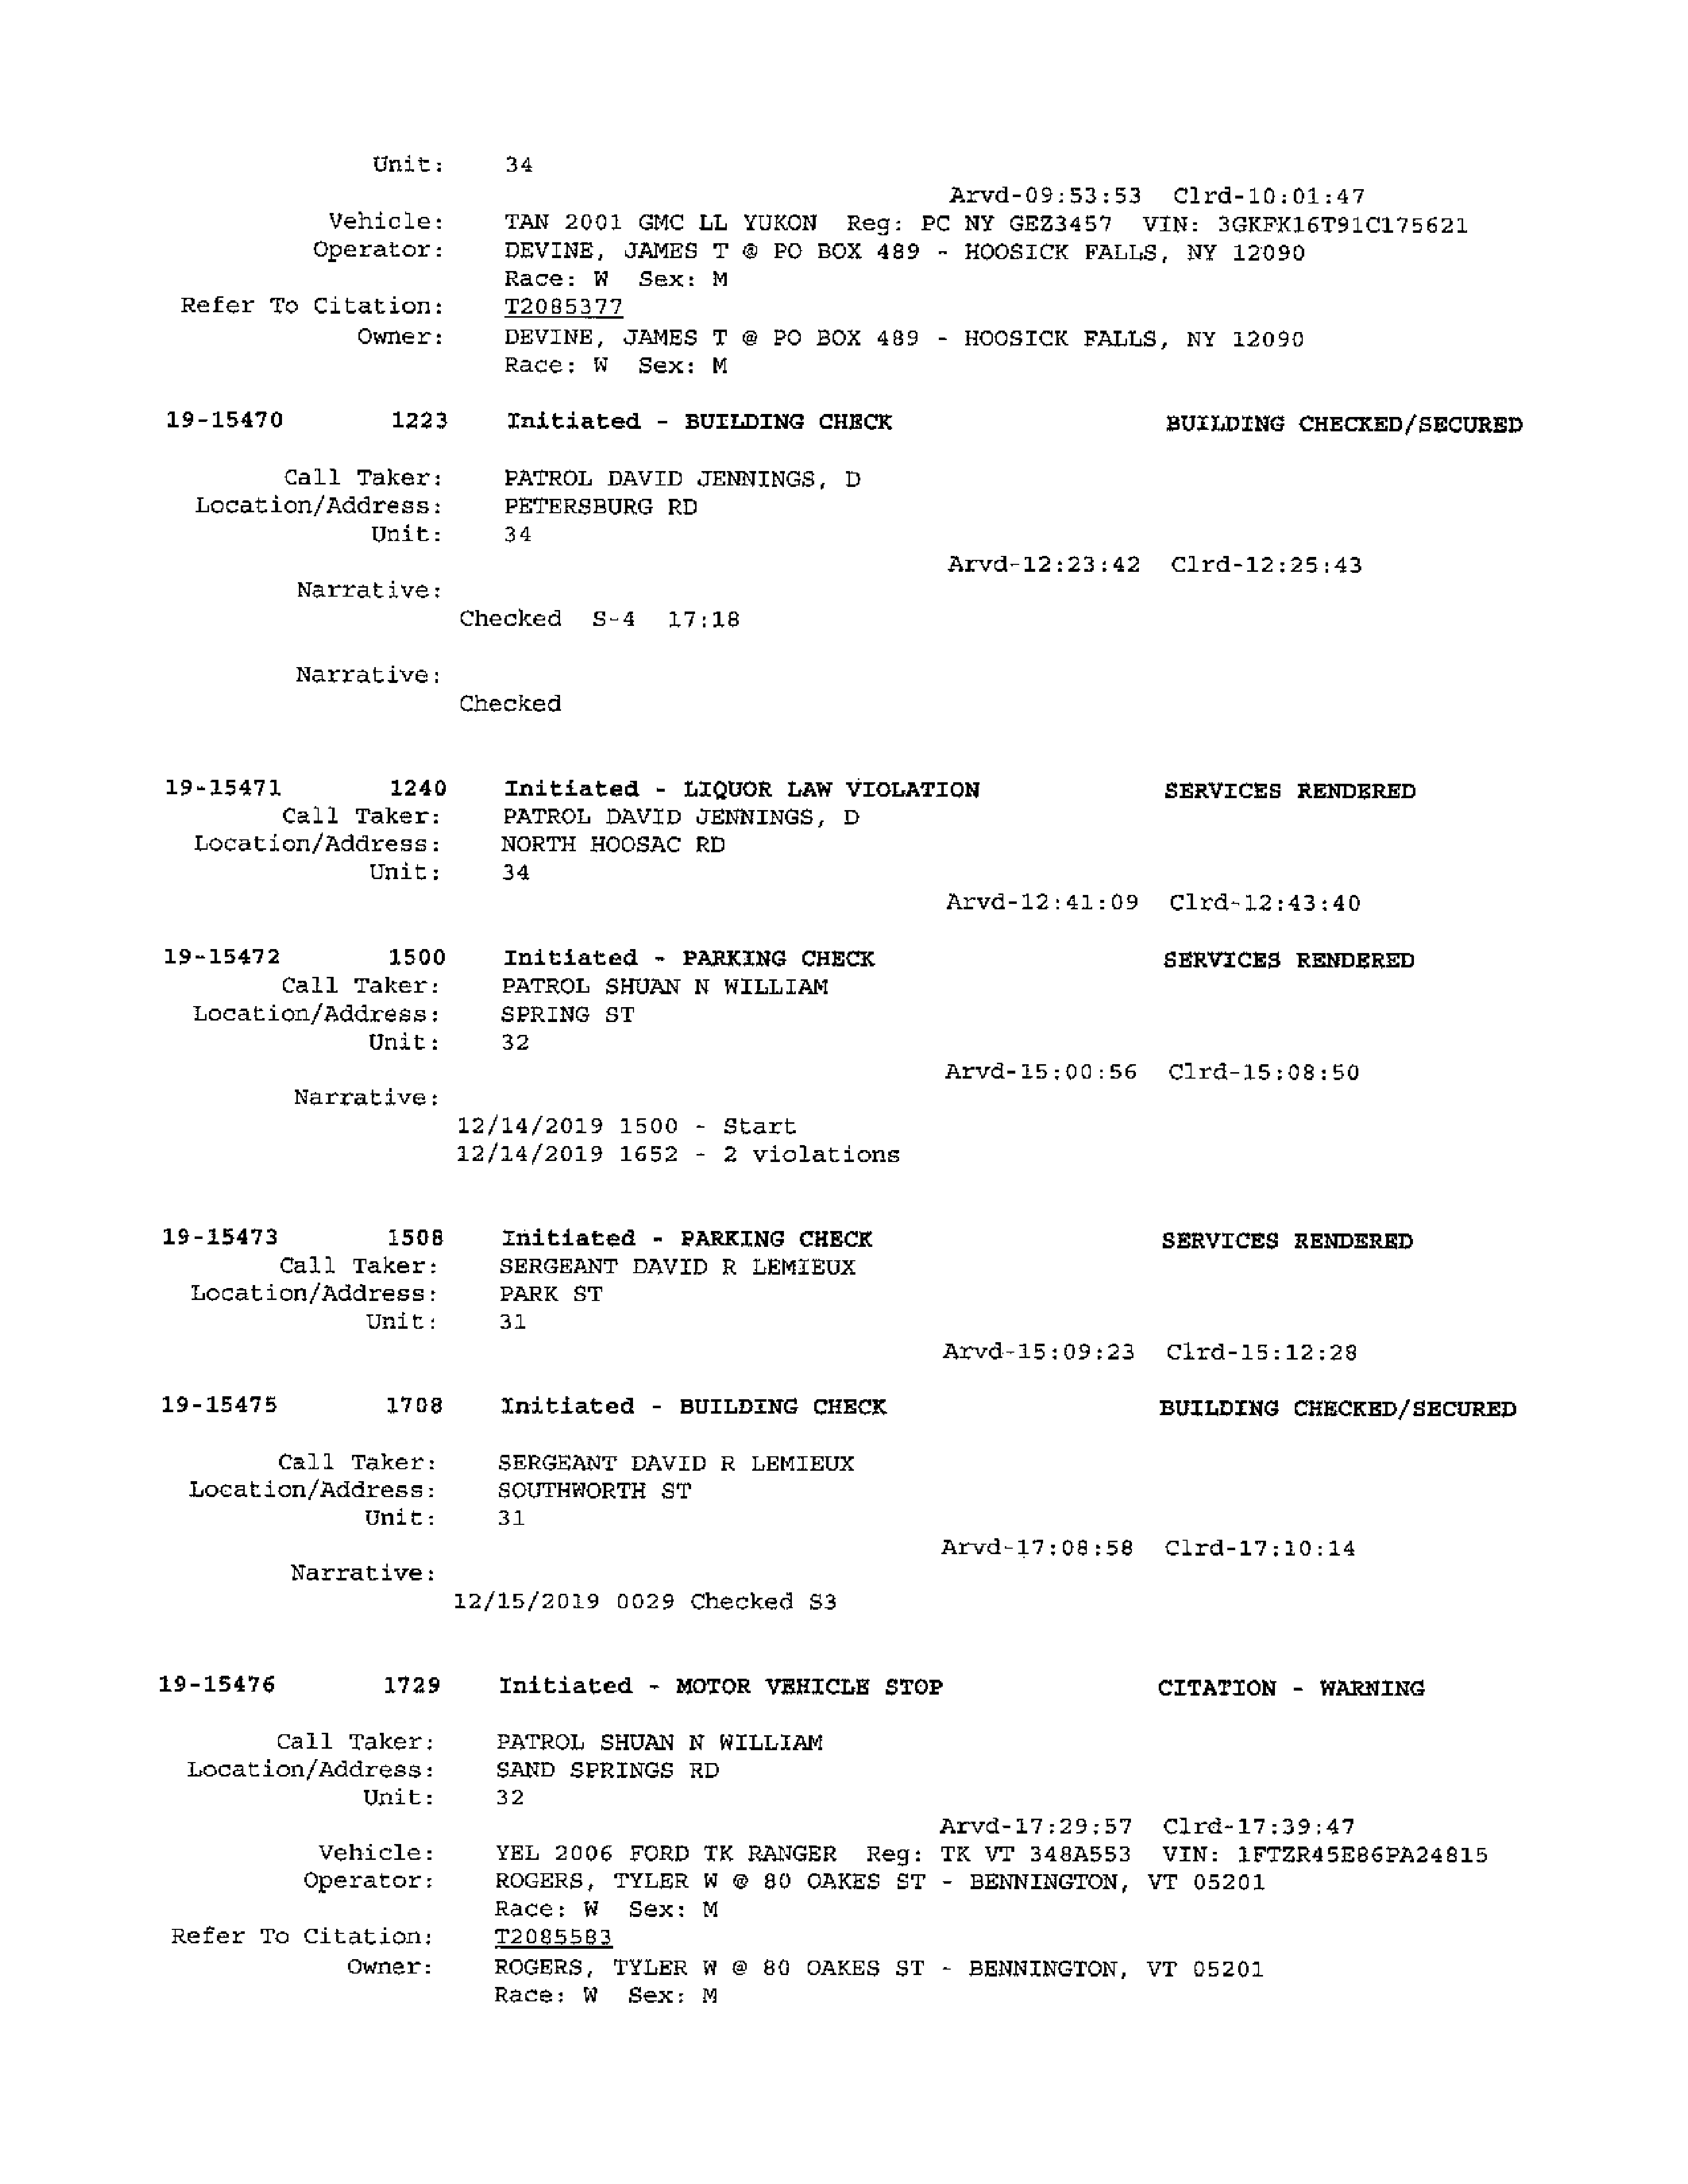 Unit: 34
Arvd-09:53:53 Clrd-10:01:47
Vehicle: TAN 2001 GMC LL YUKON Reg: PC NY GEZ3457 VIN: 3GKFK16T91C175621
Operator: DEVINE, JAMES T @ PO BOX 489 - HOOSICK FALLS, NY 12090
Race: W Sex: M
Refer To Citation: T2085377
Owner: DEVINE, JAMES T @ PO BOX 489 - HOOSICK FALLS, NY 12090
Race: W Sex: M
19-15470 1223 Initiated - BUILDING CHECK BUILDING CHECKED/SECURED
Call Taker: PATROL DAVID JENNINGS, D
Location/Address: PETERSBURG RD
Unit: 34
Arvd-12:23:42 Clrd-12:25:43
Narrative:
Checked S-4 17:18
Narrative:
Checked
19-15471 1240 Initiated - LIQUOR LAW VIOLATION SERVICES RENDERED
Call Taker: PATROL DAVID JENNINGS, D
Location/Address: NORTH HOOSAC RD
Unit: 34
Arvd-12:41:09 Clrd-12:43:40
19-15472 1500 Initiated - PARKING CHECK SERVICES RENDERED
Call Taker: PATROL SHUAN N WILLIAM
Location/Address: SPRING ST
Unit: 32
Arvd-15:00:56 Clrd-15:08:50
Narrative:
12/14/2019 1500 - Start
12/14/2019 1652 - 2 violations
19-15473 1508 Initiated - PARKING CHECK SERVICES RENDERED
Call Taker: SERGEANT DAVID R LEMIEUX
Location/Address: PARK ST
Unit: 31
Arvd-15:09:23 Clrd-15:12:28
19-15475 1708 Initiated - BUILDING CHECK BUILDING CHECKED/SECURED
Call Taker: SERGEANT DAVID R LEMIEUX
Location/Address: SOUTHWORTH ST
Unit: 31
Arvd-17:08:58 Clrd-17:10:14
Narrative:
12/15/2019 0029 Checked S3
19-15476 1729 Initiated - MOTOR VEHICLE STOP CITATION - WARNING
Call Taker: PATROL SHUAN N WILLIAM
Location/Address: SAND SPRINGS RD
Unit: 32
Arvd-17:29:57 Clrd-17:39:47
Vehicle: YEL 2006 FORD TK RANGER Reg: TK VT 348A553 VIN: 1FTZR45E86PA24815
Operator: ROGERS, TYLER W @ 80 OAKES ST - BENNINGTON, VT 05201
Race: W Sex: M
Refer To Citation: T2085583
Owner: ROGERS, TYLER W @ 80 OAKES ST - BENNINGTON, VT 05201
Race: W Sex: M